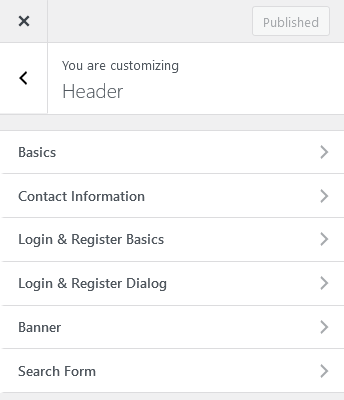 Published
You are customizing
Header
Basics
Contact Information
Login & Register Basics
Login & Register Dialog
Banner
Search Form